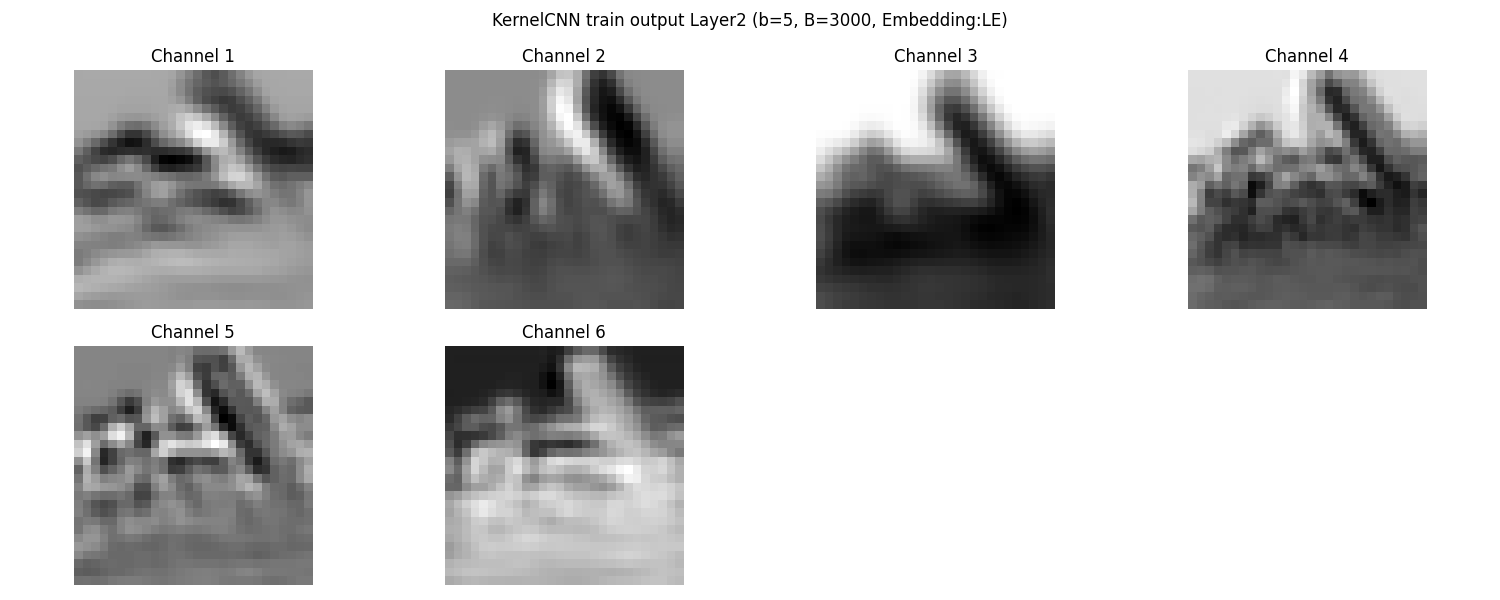 KernelCNN train output Layer2 (b=5, B=3000, Embedding:LE)
Channel 1
Channel 2
Channel 3
Channel 4
Channel 5
Channel 6